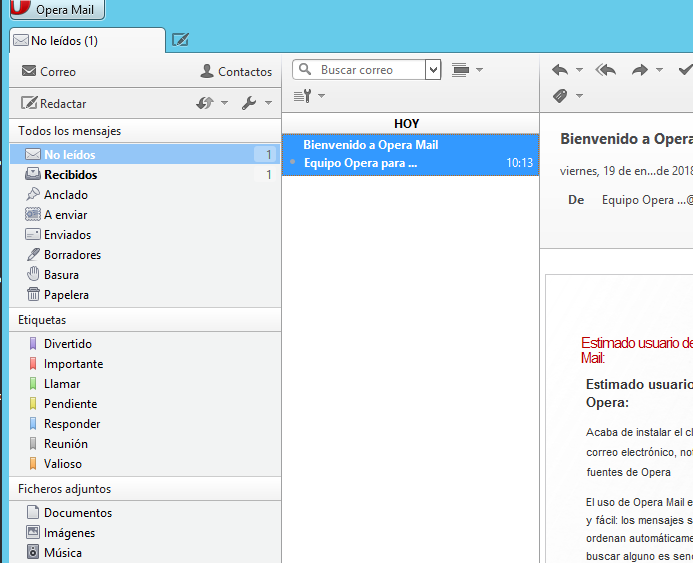 Opera Mail
No leídos (1)
Correo
Contactos
Redactar
Todos los mensajes
No leídos 1
Recibidos 1
Anclado
A enviar
Enviados
Borradores
Basura
Papelera
Etiquetas
Divertido
Importante
Llamar
Pendiente
Responder
Reunión
Valioso
Ficheros adjuntos
Documentos
Imágenes
Música
Buscar correo
HOY
Bienvenido a Opera Mail
Equipo Opera para ... 10:13
Bienvenido a Opera
viernes, 19 de en...de 2018
De Equipo Opera ...@
Estimado usuario de
Mail:
Estimado usuario
Opera:
Acaba de instalar el
correo electrónico,
fuentes de Opera
El uso de Opera Mail
y fácil: los mensajes
ordenan
buscar alguno es